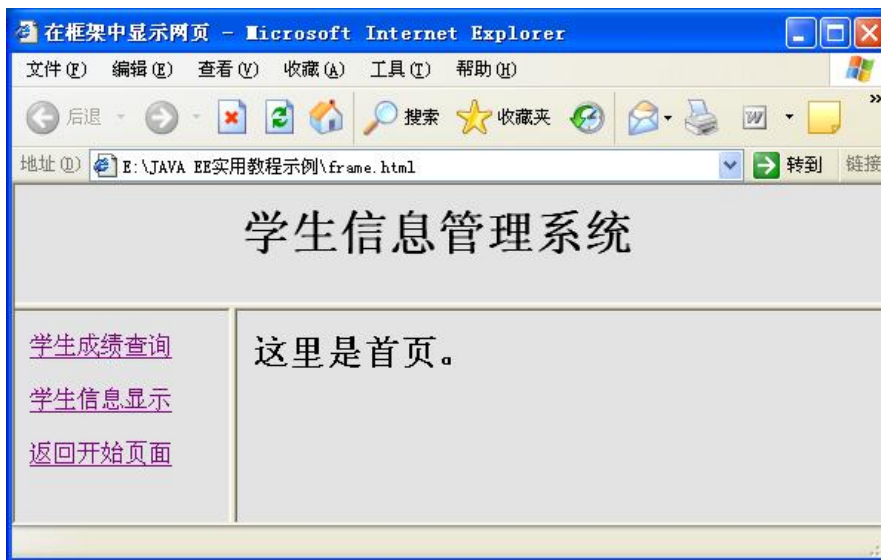 在框架中显示网页 - Microsoft Internet Explorer
文件(F) 编辑(E) 查看(V) 收藏(A) 工具(T) 帮助(H)
后退 搜索 收藏夹 W »
地址(D) E:\JAVA EE实用教程示例\frame.html 转到 链接
学生信息管理系统
学生成绩查询
这里是首页。
学生信息显示
返回开始页面